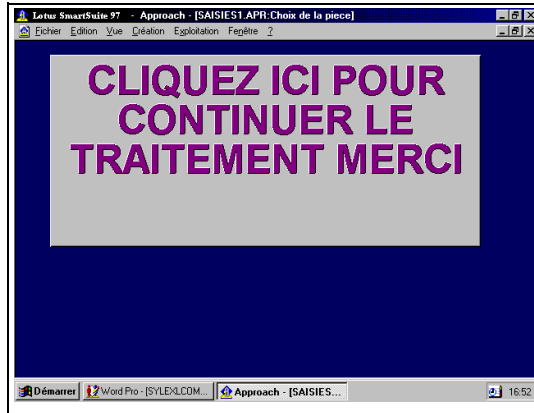 Lotus SmartSuite 97 - Approach - [SAISIES1.APR:Choix de la piece]
Fichier Edition Vue Création Exploitation Fenêtre ?
CLIQUEZ ICI POUR
CONTINUER LE
TRAITEMENT MERCI
Démarrer Word Pro - [SYLEXLCOM... Approach - [SAISIES... 16:52